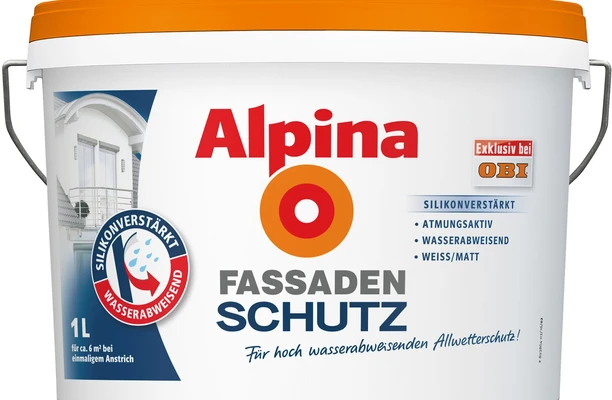 Alpina
Exklusiv bei
OBI
SILIKONVERSTÄRKT
• ATMUNGSAKTIV
• WASSERABWEISEND
• WEISS/MATT
SILIKONVERSTÄRKT
WASSERABWEISEND
FASSADEN
SCHUTZ
Für hoch wasserabweisenden Allwetterschutz!
1 L
für ca. 6 m² bei
einmaligem Anstrich